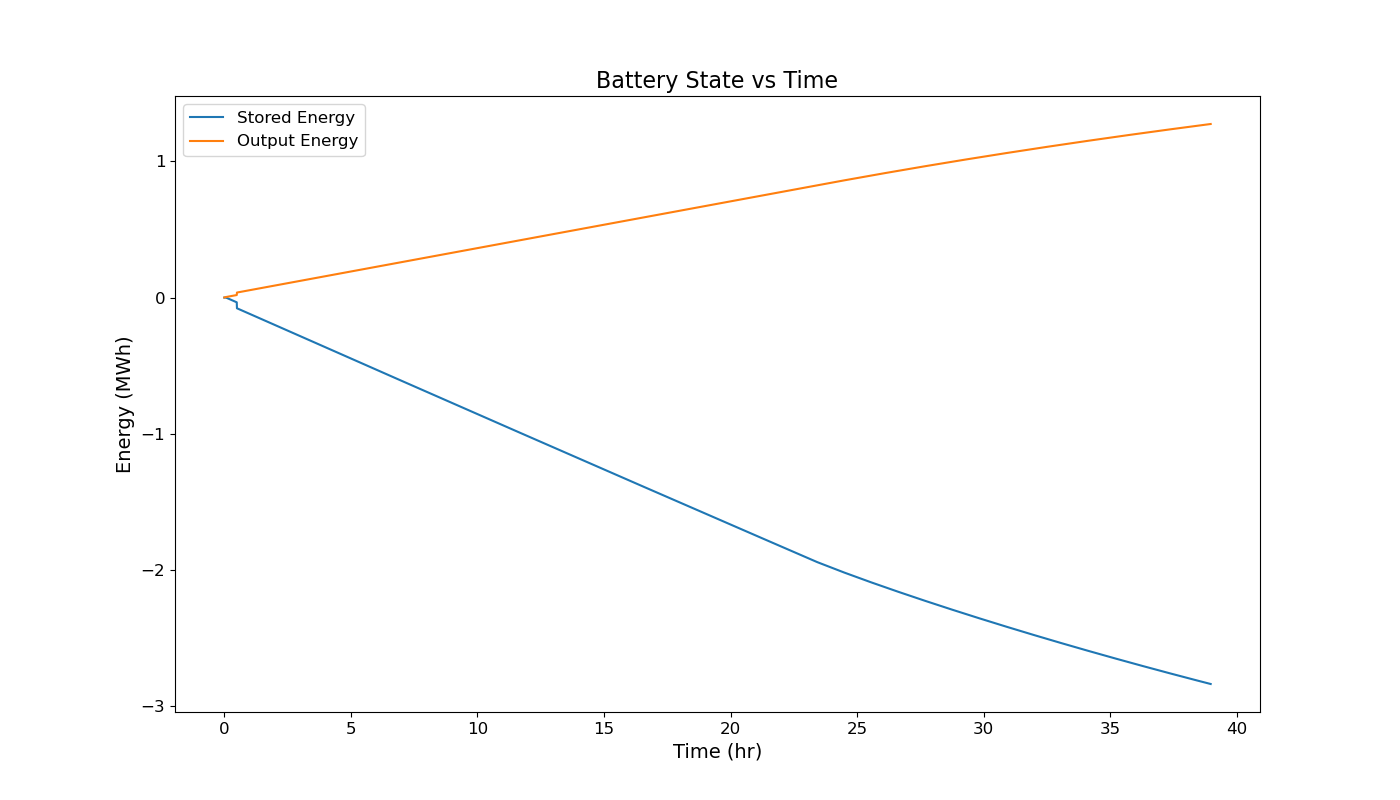 Battery State vs Time
Stored Energy
Output Energy
Energy (MWh)
1
0
−1
−2
−3
0 5 10 15 20 25 30 35 40
Time (hr)